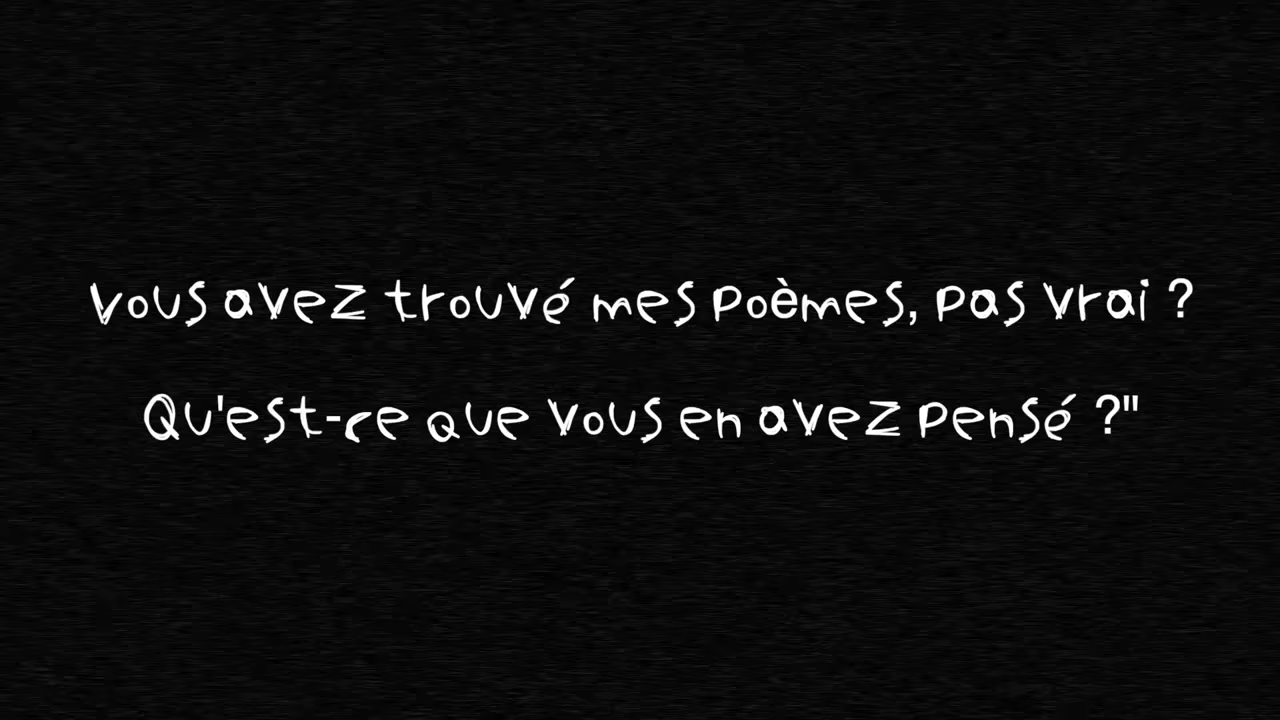 Vous avez trouvé mes poèmes, pas vrai ?
Qu'est-ce que vous en avez pensé ?"